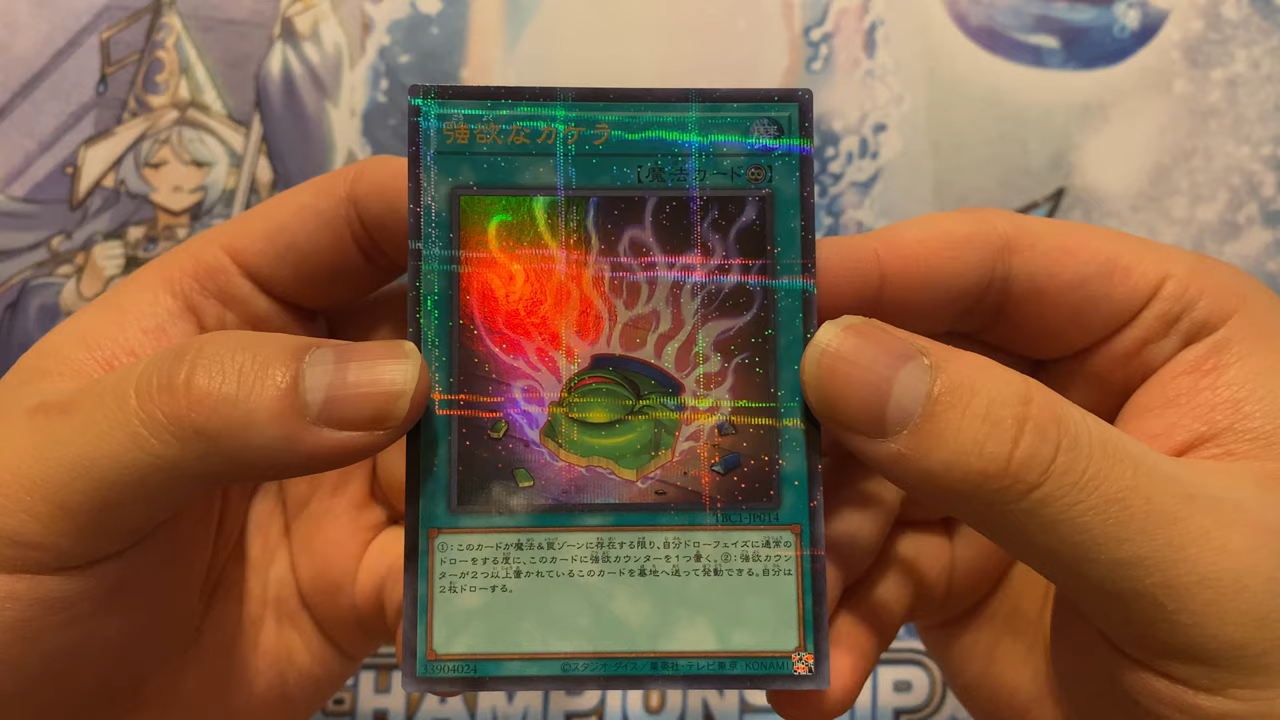 強欲なカケラ
魔
【魔法カード】
TBC1-JP014
①：このカードが魔法＆罠ゾーンに存在する限り、自分ドローフェイズに通常の
ドローをする度に、このカードに強欲カウンターを１つ置く。②：強欲カウン
ターが２つ以上置かれているこのカードを墓地へ送って発動できる。自分は
２枚ドローする。
33904024
©スタジオ・ダイス／集英社・テレビ東京・KONAMI
CHAMPIONSHIP